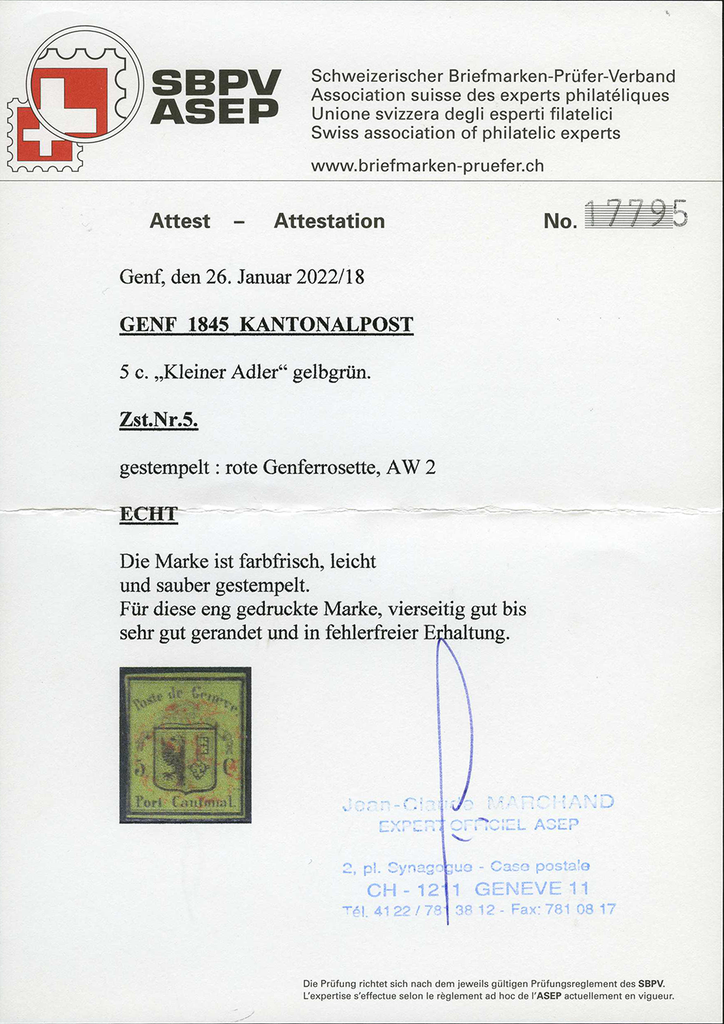 SBPV
ASEP
Schweizerischer Briefmarken-Prüfer-Verband
Association suisse des experts philatéliques
Unione svizzera degli esperti filatelici
Swiss association of philatelic experts
www.briefmarken-pruefer.ch
Attest – Attestation No. 17795
Genf, den 26. Januar 2022/18
GENF 1845 KANTONALPOST
5 c. „Kleiner Adler“ gelbgrün.
Zst.Nr.5.
gestempelt : rote Genferrosette, AW 2
ECHT
Die Marke ist farbfrisch, leicht
und sauber gestempelt.
Für diese eng gedruckte Marke, vierseitig gut bis
sehr gut gerandet und in fehlerfreier Erhaltung.
Poste de Genève
5 C
Port Cantonal
Jean-Claude MARCHAND
EXPERT OFFICIEL ASEP
2, pl. Synagogue - Case postale
CH - 1211 GENEVE 11
Tél. 41 22 / 781 38 12 - Fax: 781 08 17
Die Prüfung richtet sich nach dem jeweils gültigen Prüfungsreglement des SBPV.
L'expertise s'effectue selon le règlement ad hoc de l'ASEP actuellement en vigueur.